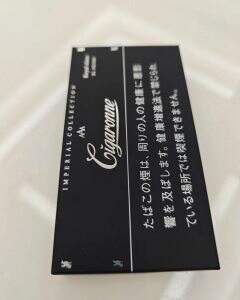 IMPERIAL COLLECTION
Cigaronne
たばこの煙は、周りの人の健康に悪影
響を及ぼします。健康増進法で禁じられ
ている場所では喫煙できません。